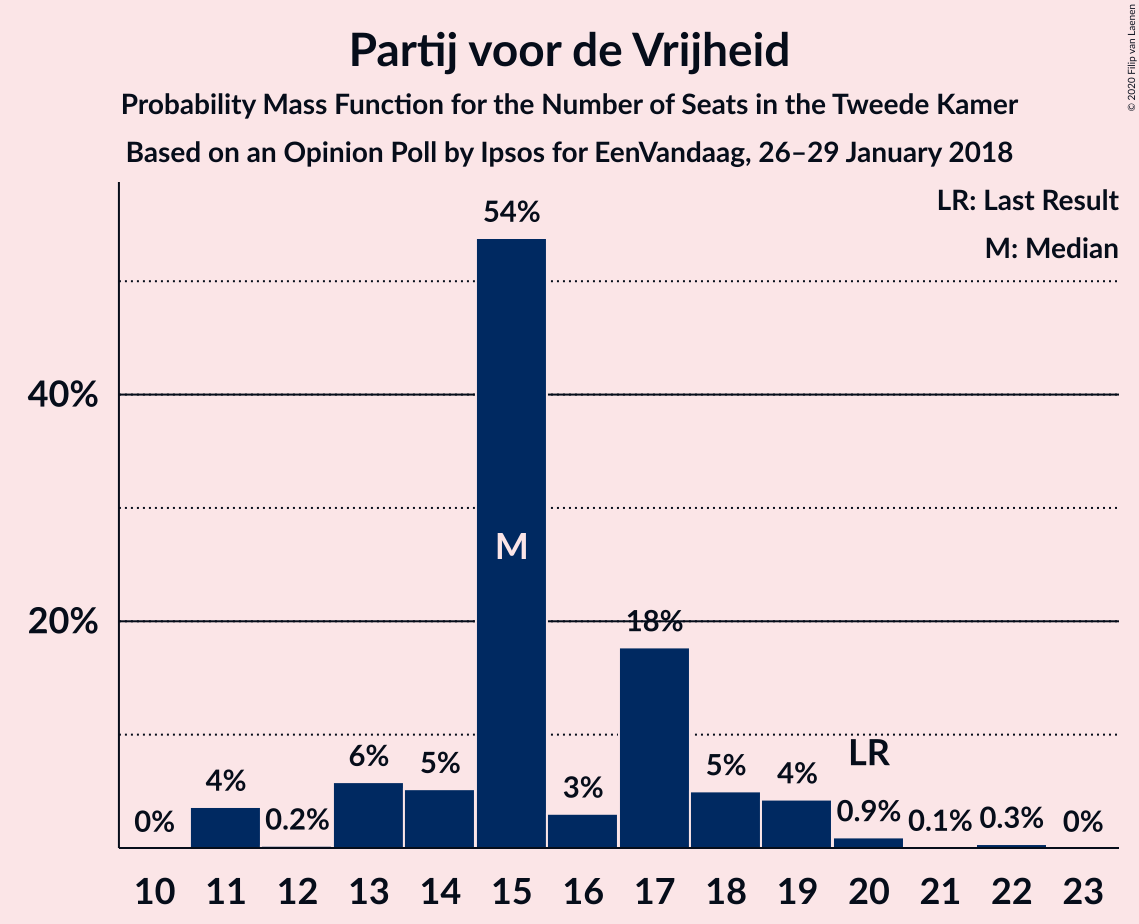 Partij voor de Vrijheid
Probability Mass Function for the Number of Seats in the Tweede Kamer
Based on an Opinion Poll by Ipsos for EenVandaag, 26–29 January 2018
© 2020 Filip van Laenen
LR: Last Result
M: Median
54%
40%
M
20%
18%
LR
6%
5%
5%
4%
4%
3%
0%
0.2%
0.9%
0.1%
0.3%
0%
10 11 12 13 14 15 16 17 18 19 20 21 22 23